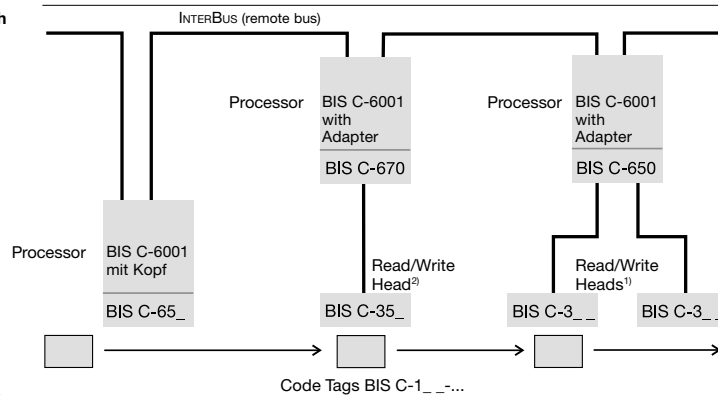 h
INTERBUS (remote bus)
Processor
BIS C-6001
with
Adapter
BIS C-670
Processor
BIS C-6001
with
Adapter
BIS C-650
Processor
BIS C-6001
mit Kopf
BIS C-65_
Read/Write
Head2)
BIS C-35_
Read/Write
Heads1)
BIS C-3_ _
BIS C-3_ _
Code Tags BIS C-1_ _-...